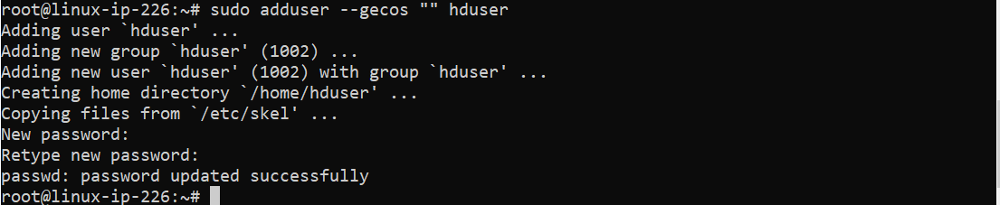 root@linux-ip-226:~# sudo adduser --gecos "" hduser
Adding user `hduser' ...
Adding new group `hduser' (1002) ...
Adding new user `hduser' (1002) with group `hduser' ...
Creating home directory `/home/hduser' ...
Copying files from `/etc/skel' ...
New password:
Retype new password:
passwd: password updated successfully
root@linux-ip-226:~#